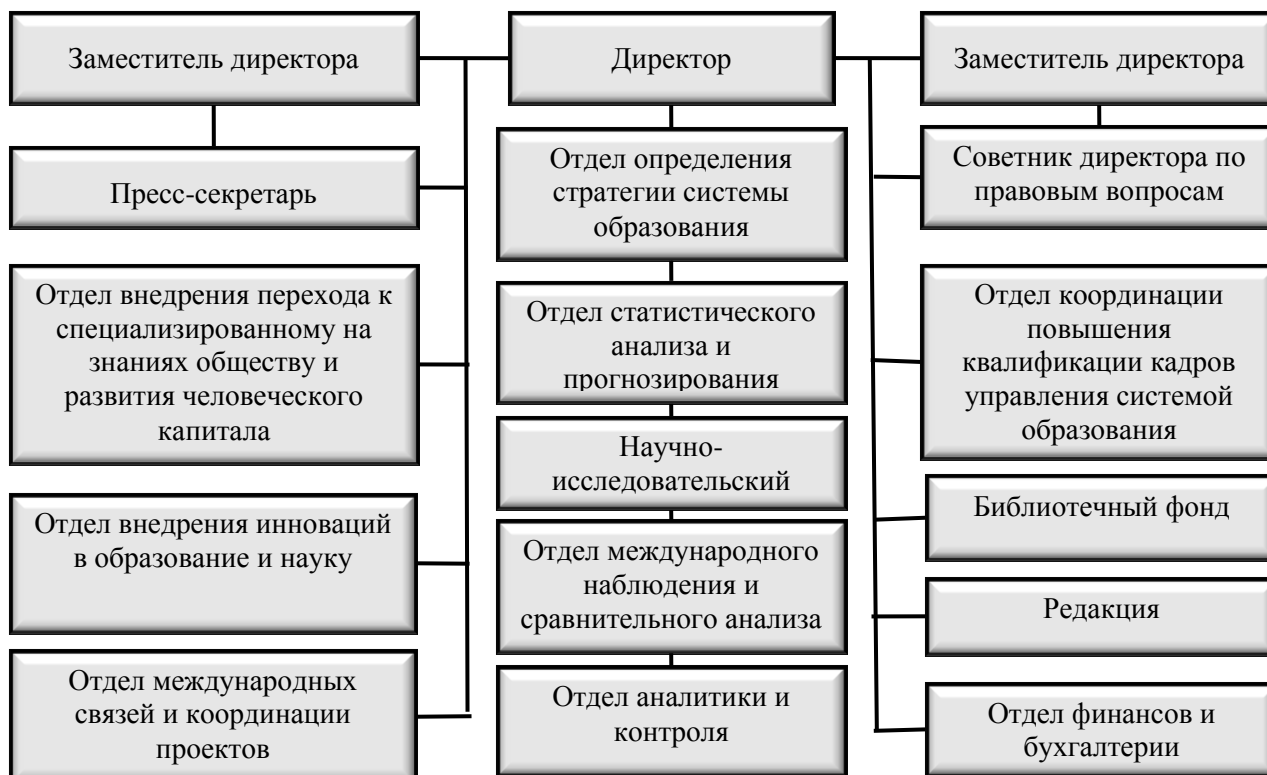 Заместитель директора
Директор
Заместитель директора
Пресс-секретарь
Отдел внедрения перехода к
специализированному на
знаниях обществу и
развития человеческого
капитала
Отдел внедрения инноваций
в образование и науку
Отдел международных
связей и координации
проектов
Отдел определения
стратегии системы
образования
Отдел статистического
анализа и
прогнозирования
Научно-
исследовательский
Отдел международного
наблюдения и
сравнительного анализа
Отдел аналитики и
контроля
Советник директора по
правовым вопросам
Отдел координации
повышения
квалификации кадров
управления системой
образования
Библиотечный фонд
Редакция
Отдел финансов и
бухгалтерии